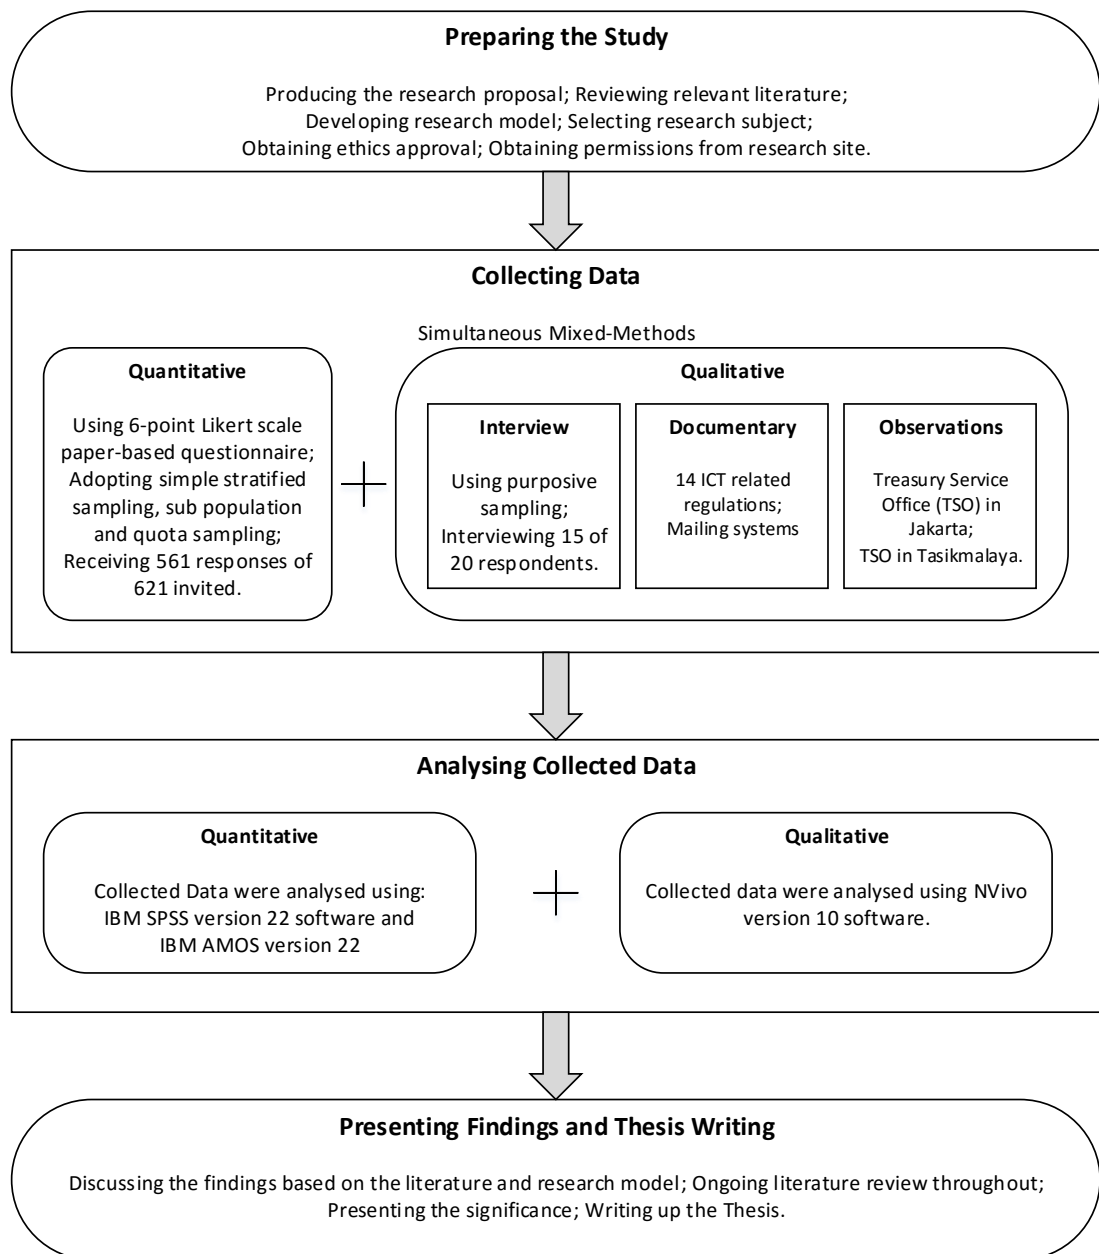 Preparing the Study
Producing the research proposal; Reviewing relevant literature;
Developing research model; Selecting research subject;
Obtaining ethics approval; Obtaining permissions from research site.
Collecting Data
Simultaneous Mixed-Methods
Quantitative
Using 6-point Likert scale
paper-based questionnaire;
Adopting simple stratified
sampling, sub population
and quota sampling;
Receiving 561 responses of
621 invited.
Qualitative
Interview
Using purposive
sampling;
Interviewing 15 of
20 respondents.
Documentary
14 ICT related
regulations;
Mailing systems
Observations
Treasury Service
Office (TSO) in
Jakarta;
TSO in Tasikmalaya.
Analysing Collected Data
Quantitative
Collected Data were analysed using:
IBM SPSS version 22 software and
IBM AMOS version 22
Qualitative
Collected data were analysed using NVivo
version 10 software.
Presenting Findings and Thesis Writing
Discussing the findings based on the literature and research model; Ongoing literature review throughout;
Presenting the significance; Writing up the Thesis.